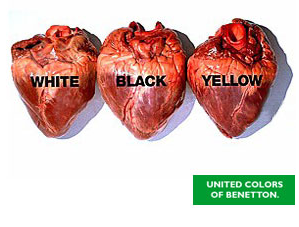 WHITE
BLACK
YELLOW
UNITED COLORS
OF BENETTON.